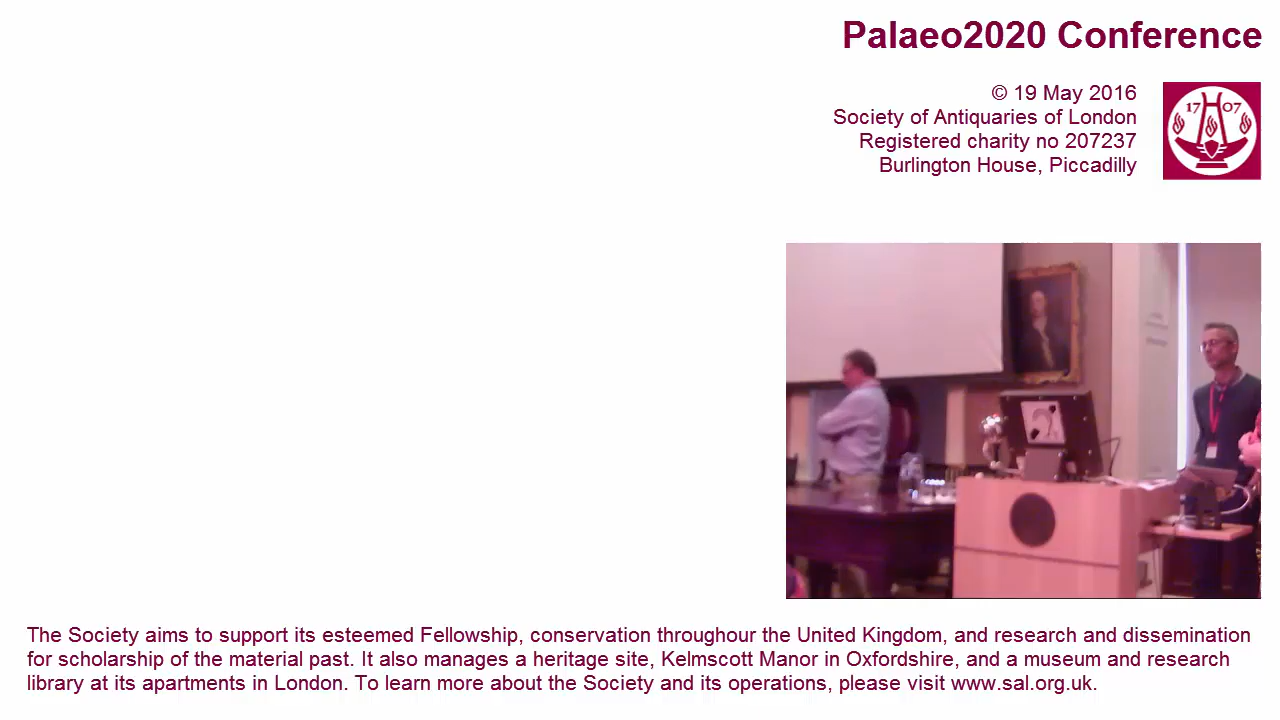 Palaeo2020 Conference
© 19 May 2016
Society of Antiquaries of London
Registered charity no 207237
Burlington House, Piccadilly
17 07
The Society aims to support its esteemed Fellowship, conservation throughour the United Kingdom, and research and dissemination
for scholarship of the material past. It also manages a heritage site, Kelmscott Manor in Oxfordshire, and a museum and research
library at its apartments in London. To learn more about the Society and its operations, please visit www.sal.org.uk.